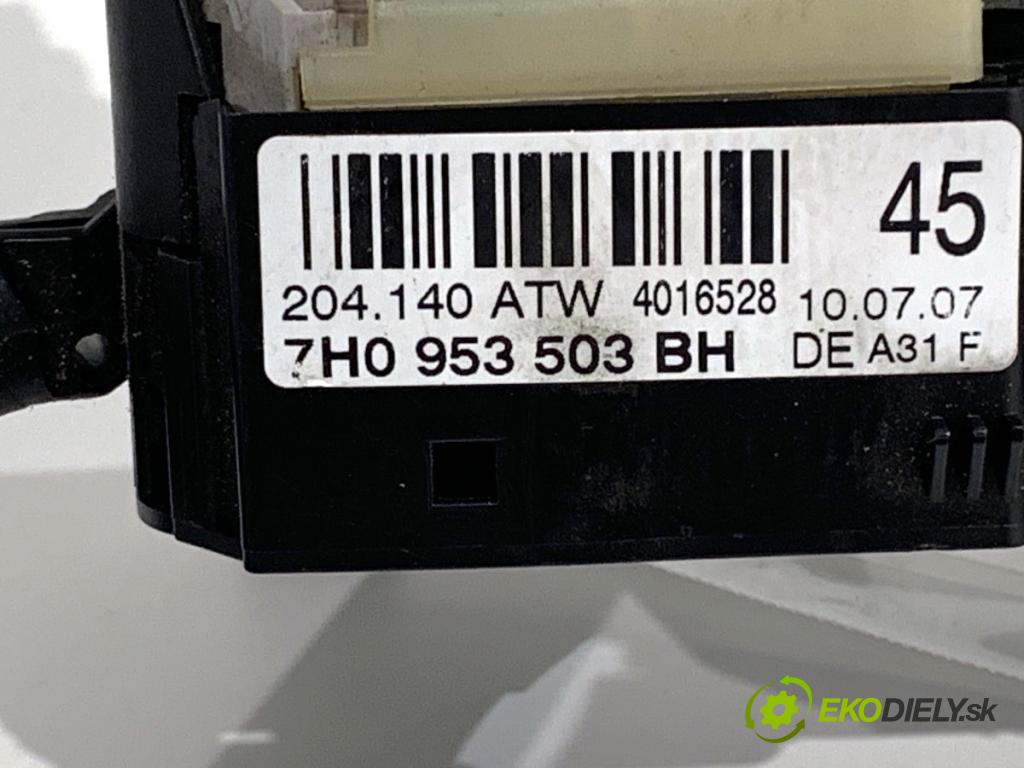 45
204.140 ATW 4016528 10.07.07
7H0 953 503 BH DE A31 F
EKODIELY.sk